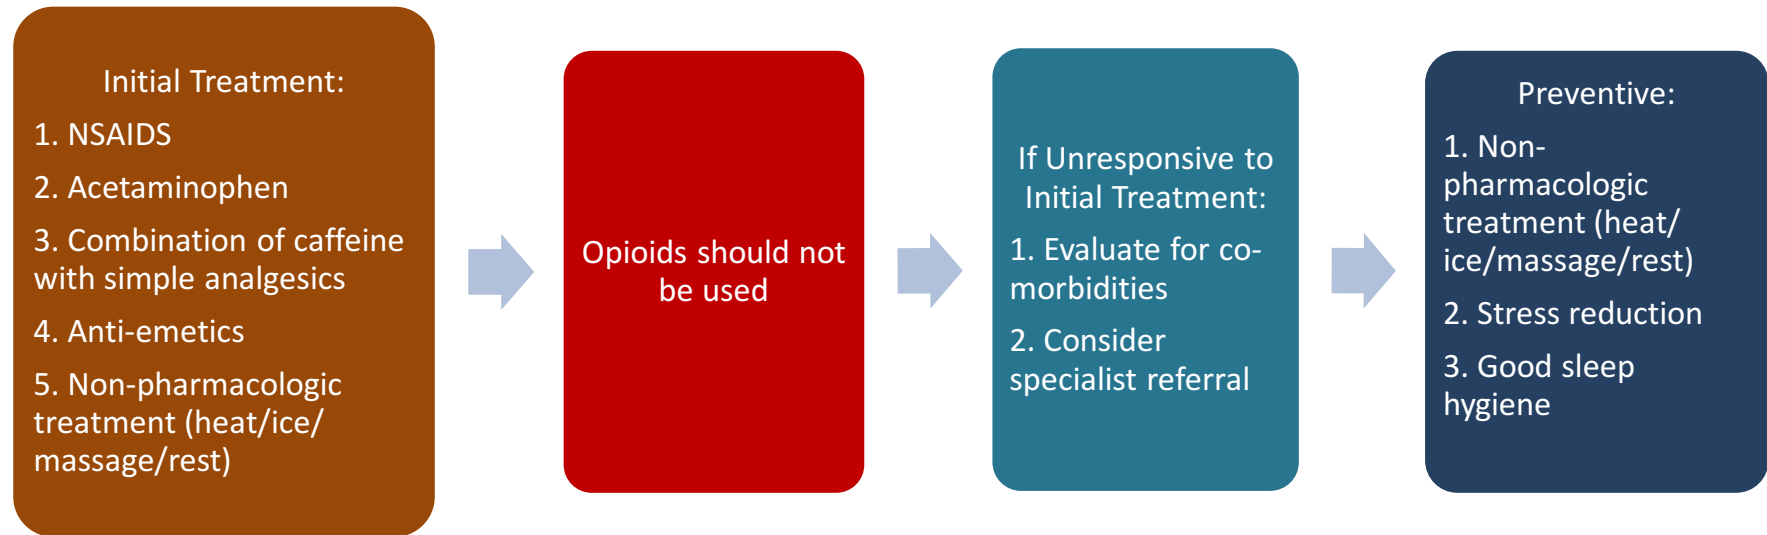 Initial Treatment:
1. NSAIDS
2. Acetaminophen
3. Combination of caffeine
with simple analgesics
4. Anti-emetics
5. Non-pharmacologic
treatment (heat/ice/
massage/rest)
Opioids should not
be used
If Unresponsive to
Initial Treatment:
1. Evaluate for co-
morbidities
2. Consider
specialist referral
Preventive:
1. Non-
pharmacologic
treatment (heat/
ice/massage/rest)
2. Stress reduction
3. Good sleep
hygiene